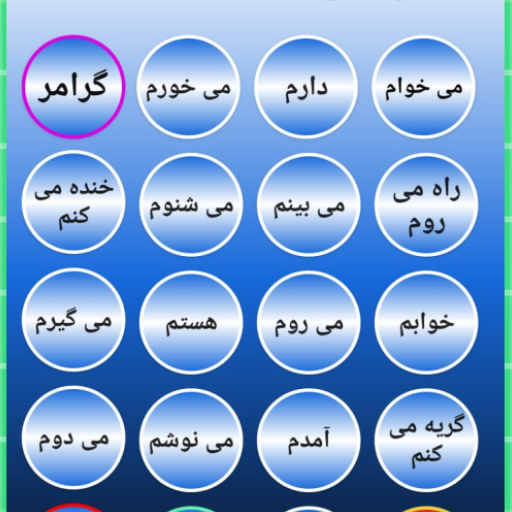 می خوام
دارم
می خورم
گرامر
راه می
روم
می بینم
می شنوم
خنده می
کنم
خوابم
می روم
هستم
می گیرم
گریه می
کنم
آمدم
می نوشم
می دوم